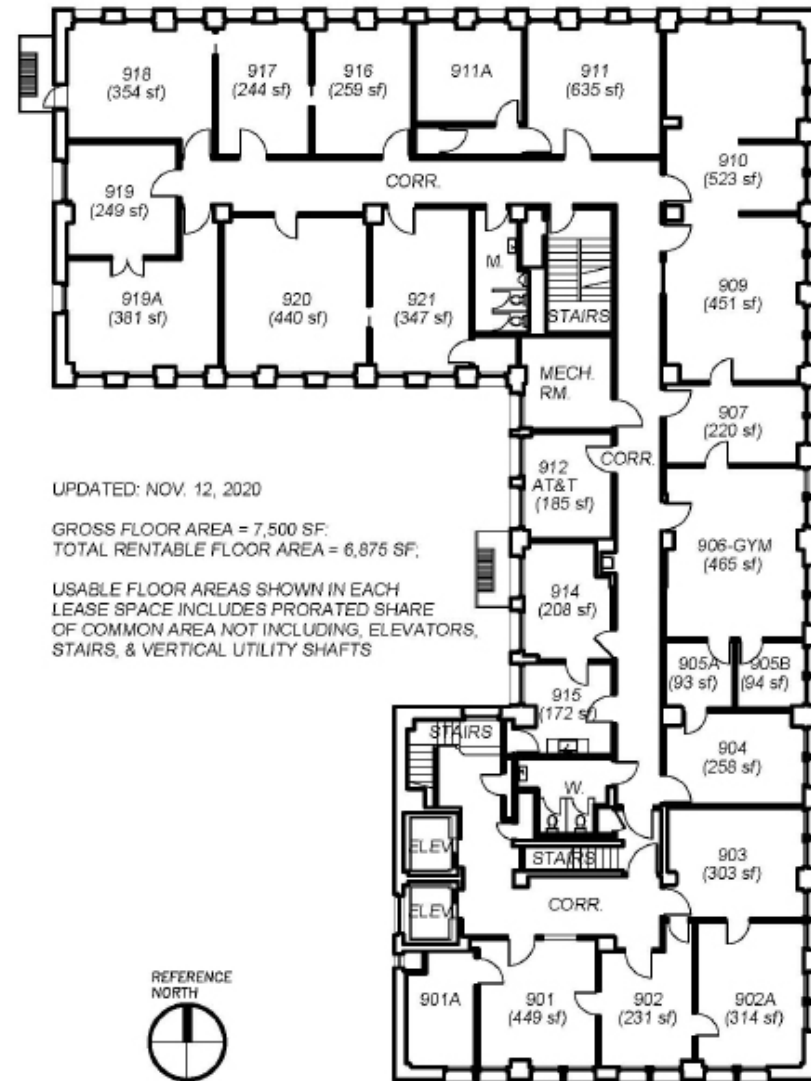 918
(354 sf)
917
(244 sf)
916
(259 sf)
911A
911
(635 sf)
910
(523 sf)
CORR.
919
(249 sf)
919A
(381 sf)
920
(440 sf)
921
(347 sf)
M.
STAIRS
909
(451 sf)
MECH.
RM.
907
(220 sf)
CORR.
912
AT&T
(185 sf)
UPDATED: NOV. 12, 2020
GROSS FLOOR AREA = 7,500 SF:
TOTAL RENTABLE FLOOR AREA = 6,875 SF;
USABLE FLOOR AREAS SHOWN IN EACH
LEASE SPACE INCLUDES PRORATED SHARE
OF COMMON AREA NOT INCLUDING, ELEVATORS,
STAIRS, & VERTICAL UTILITY SHAFTS
906-GYM
(465 sf)
914
(208 sf)
905A
(93 sf)
905B
(94 sf)
915
(172 sf)
STAIRS
904
(258 sf)
W.
ELEV.
STAIRS
903
(303 sf)
ELEV.
CORR.
901A
901
(449 sf)
902
(231 sf)
902A
(314 sf)
REFERENCE
NORTH